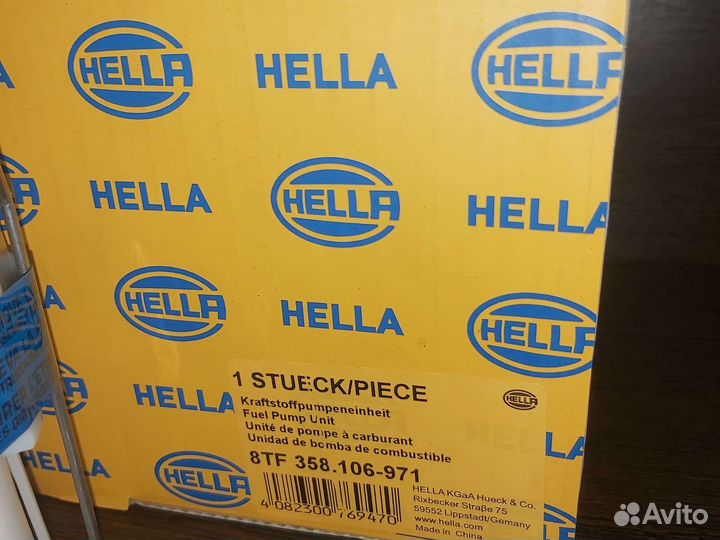 HELLA HELLA HELLA
HELLA HELLA HELLA
HELLA HELLA HELLA
HELLA
1 STUECK/PIECE
HELLA
Kraftstoffpumpeneinheit
Fuel Pump Unit
Unité de pompe à carburant
Unidad de bomba de combustible
8TF 358.106-971
HELLA
4 082300 769470
HELLA KGaA Hueck & Co.
Rixbecker Straße 75
59552 Lippstadt/Gemany
www.hella.com
Made in China
Avito